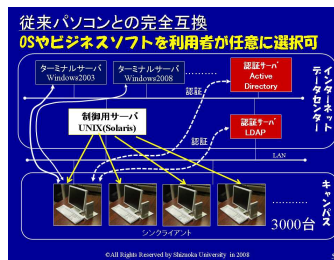 従来パソコンとの完全互換
OSやビジネスソフトを利用者が任意に選択可
ターミナルサーバ
Windows2003
ターミナルサーバ
Windows2008
認証サーバ
Active
Directory
インターネット
データセンター
認証
制御用サーバ
UNIX(Solaris)
認証サーバ
LDAP
認証
LAN
キャンパス
3000台
シンクライアント
©All Rights Reserved by Shizuoka University in 2008